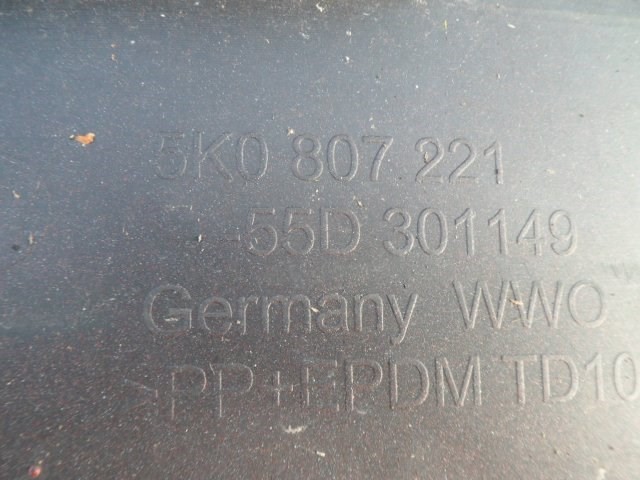 5K0 807 221
-55D 301149
Germany WWO
>PP+EPDM TD10